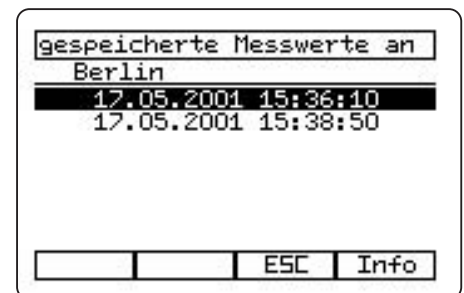 gespeicherte Messwerte an
Berlin
17.05.2001 15:36:10
17.05.2001 15:38:50
ESC Info